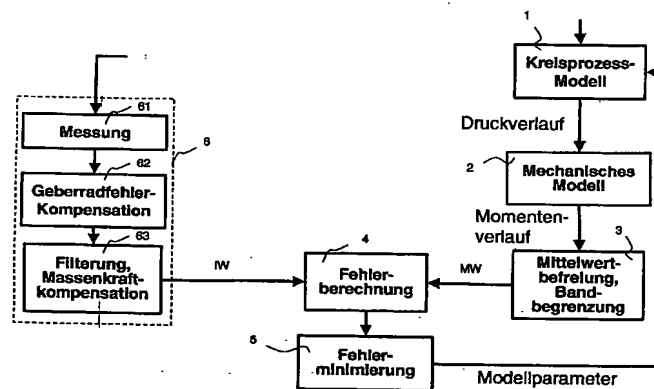 1
Kreisprozess-
Modell
Druckverlauf
2
Mechanisches
Modell
Momenten-
verlauf
3
Mittelwert-
befreiung,
Band-
begrenzung
MW
61
Messung
6
62
Geberradfehler-
Kompensation
63
Filterung,
Massenkraft-
kompensation
IW
4
Fehler-
berechnung
5
Fehler-
minimierung
Modellparameter